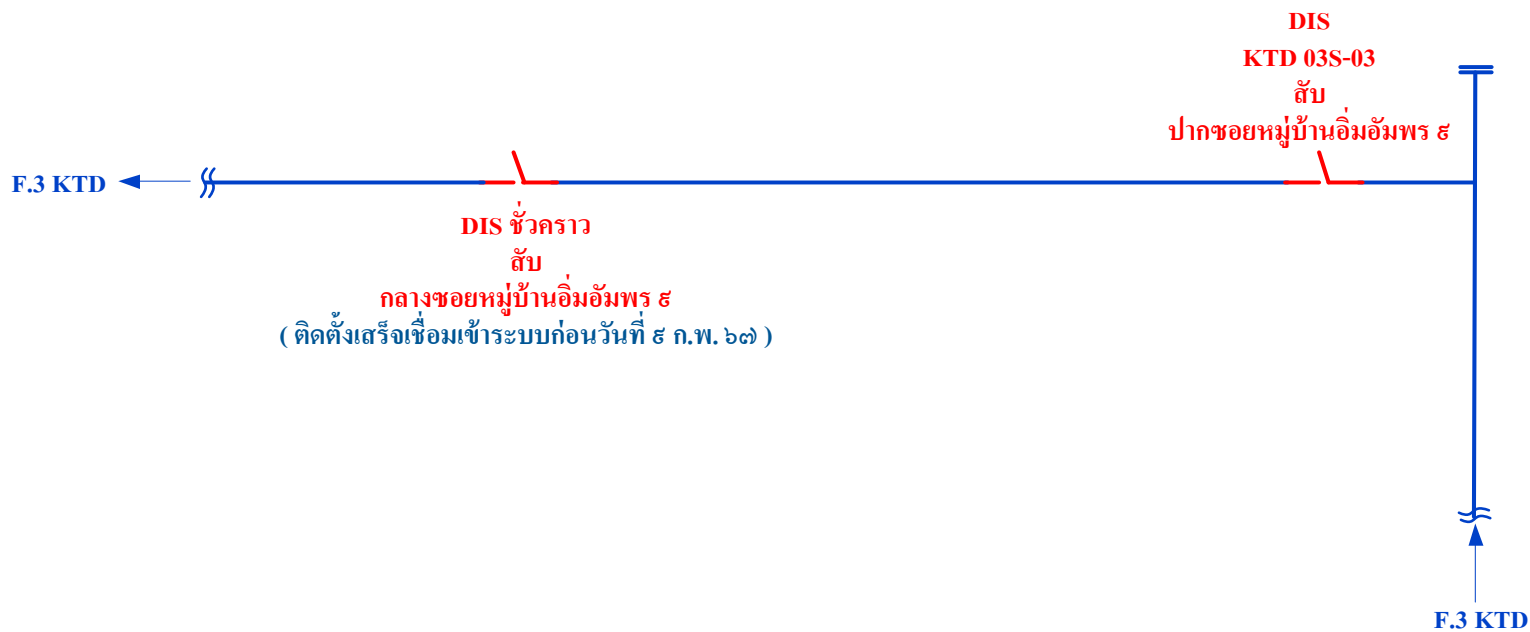 DIS
KTD 03S-03
สับ
ปากซอยหมู่บ้านอิ่มอัมพร ๙
F.3 KTD
DIS ชั่วคราว
สับ
กลางซอยหมู่บ้านอิ่มอัมพร ๙
( ติดตั้งเสร็จเชื่อมเข้าระบบก่อนวันที่ ๙ ก.พ. ๖๗ )
F.3 KTD